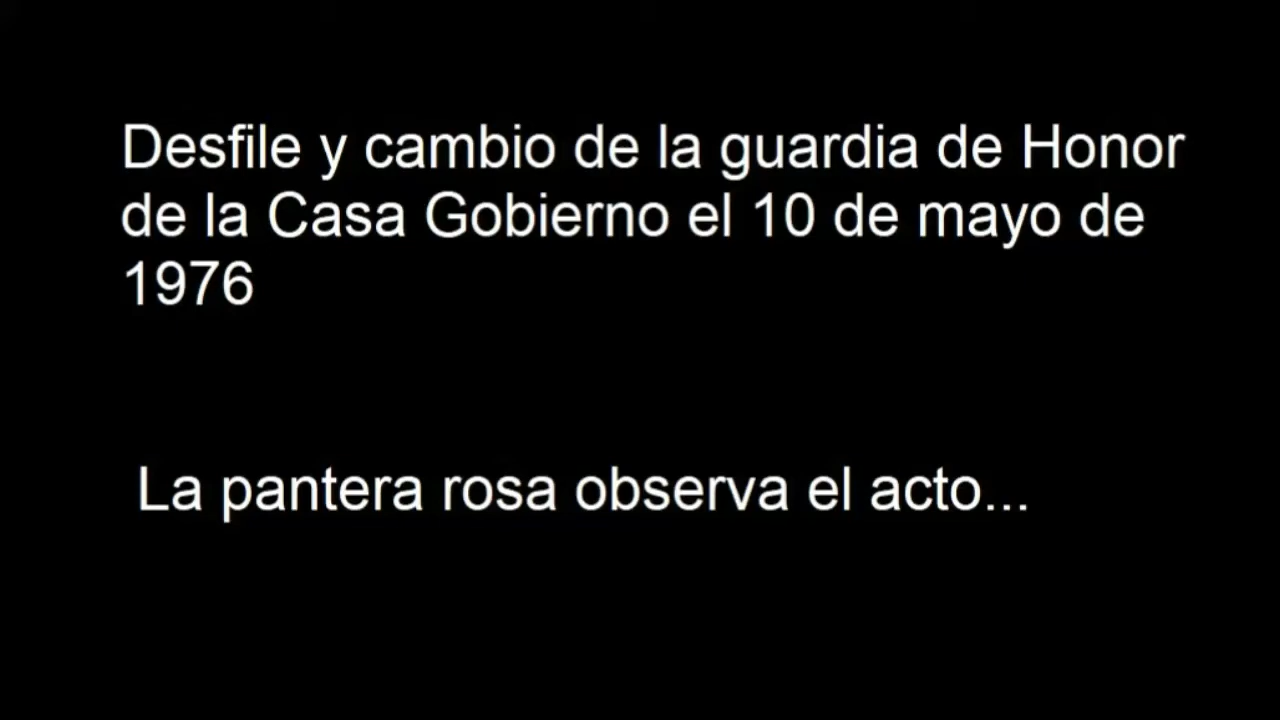 Desfile y cambio de la guardia de Honor
de la Casa Gobierno el 10 de mayo de
1976
La pantera rosa observa el acto...